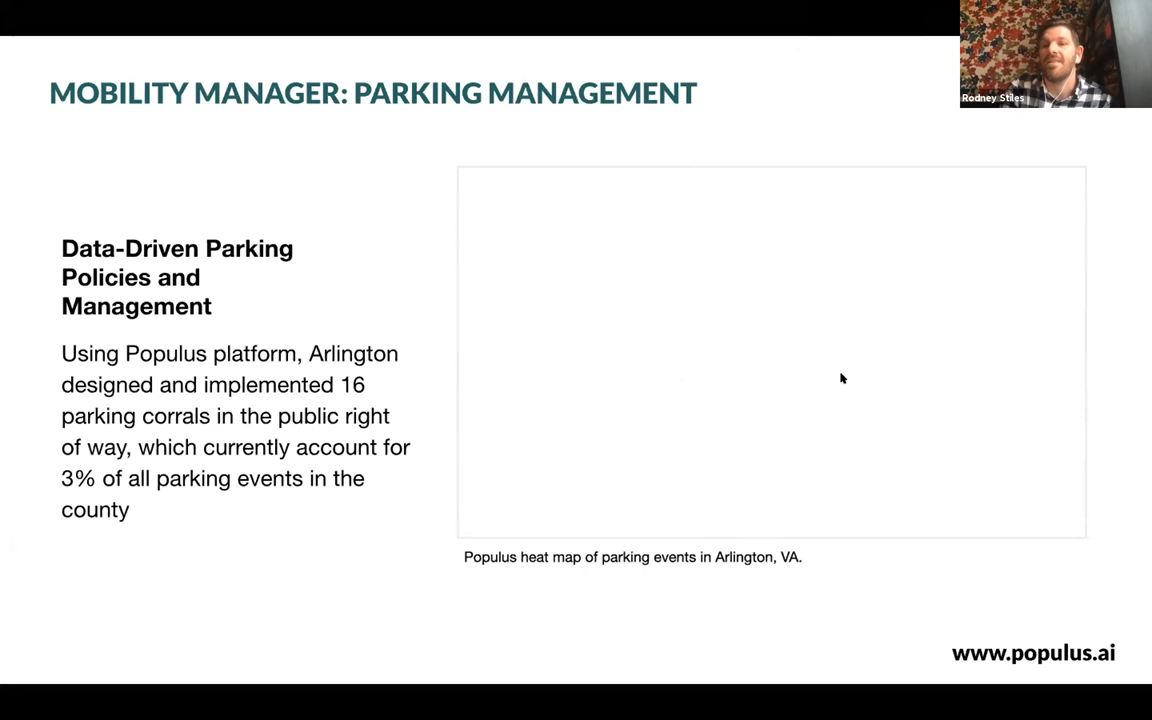 Rodney Stiles
MOBILITY MANAGER: PARKING MANAGEMENT
Data-Driven Parking
Policies and
Management
Using Populus platform, Arlington
designed and implemented 16
parking corrals in the public right
of way, which currently account for
3% of all parking events in the
county
Populus heat map of parking events in Arlington, VA.
www.populus.ai